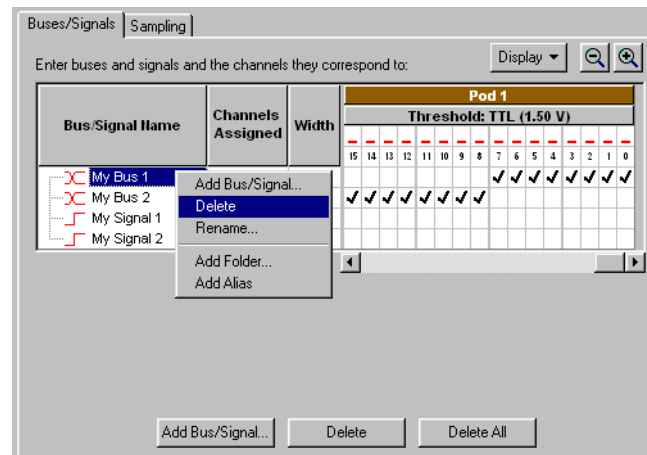 Buses/Signals Sampling
Enter buses and signals and the channels they correspond to: Display
Bus/Signal Name Channels Assigned Width Pod 1
Threshold: TTL (1.50 V)
15 14 13 12 11 10 9 8 7 6 5 4 3 2 1 0
My Bus 1
My Bus 2
My Signal 1
My Signal 2
Add Bus/Signal...
Delete
Rename...
Add Folder...
Add Alias
Add Bus/Signal... Delete Delete All